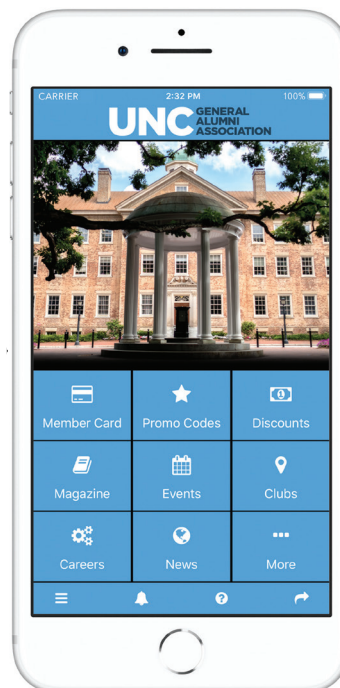 CARRIER 2:32 PM 100%
UNC GENERAL
ALUMNI
ASSOCIATION
Member Card Promo Codes Discounts
Magazine Events Clubs
Careers News More